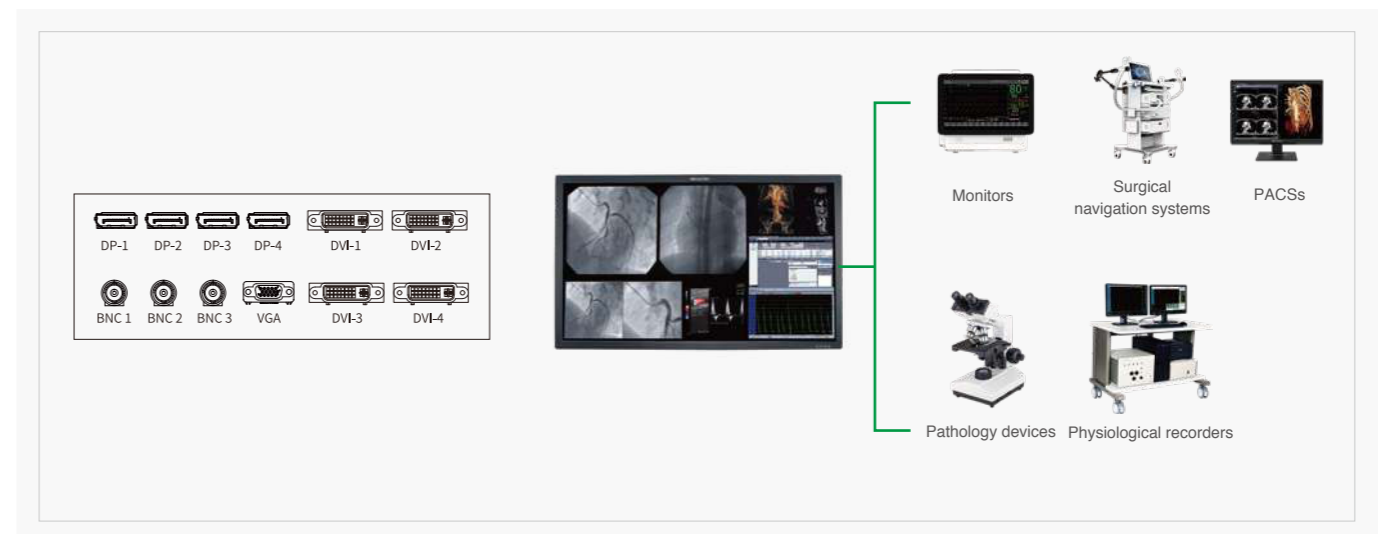 DP-1 DP-2 DP-3 DP-4 DVI-1 DVI-2
BNC 1 BNC 2 BNC 3 VGA DVI-3 DVI-4
80
Monitors
Surgical
navigation systems
PACSs
Pathology devices
Physiological recorders